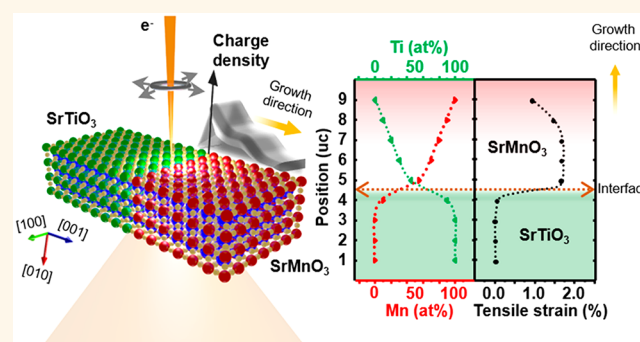 e-
Charge
density
Growth
direction
SrTiO3
[100]
[001]
[010]
SrMnO3
Ti (at%)
0 50 100
Position (uc)
9
8
7
6
5
4
3
2
1
0 50 100
Mn (at%)
SrMnO3
SrTiO3
0.0 1.0 2.0
Tensile strain (%)
Growth
direction
Interfac